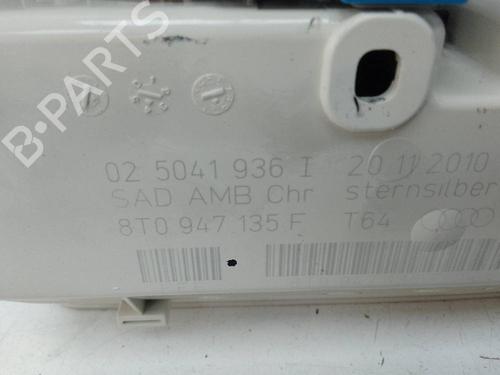 B-PARTS
02 5041 936 I 20 11 2010
SAD AMB Chr sternsilber
8T0 947 135 F T64